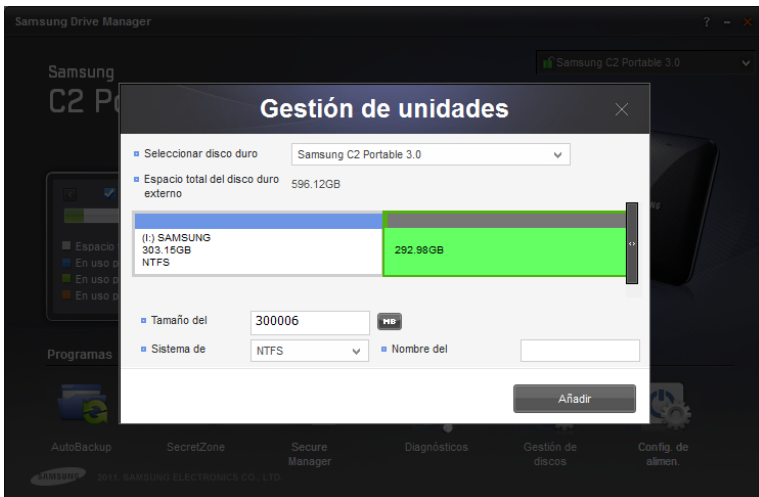 Samsung Drive Manager
? – ×
Samsung C2 Portable 3.0
Samsung
C2 Po
Gestión de unidades
Seleccionar disco duro
Samsung C2 Portable 3.0
Espacio total del disco duro
externo
596.12GB
(I:) SAMSUNG
303.15GB
NTFS
292.98GB
Espacio
En uso p
En uso p
En uso p
Tamaño del
300006
MB
Sistema de
NTFS
Nombre del
Programas
Añadir
AutoBackup
SecretZone
Secure
Manager
Diagnósticos
Gestión de
discos
Config. de
alimen.
SAMSUNG 2011. SAMSUNG ELECTRONICS CO., LTD.